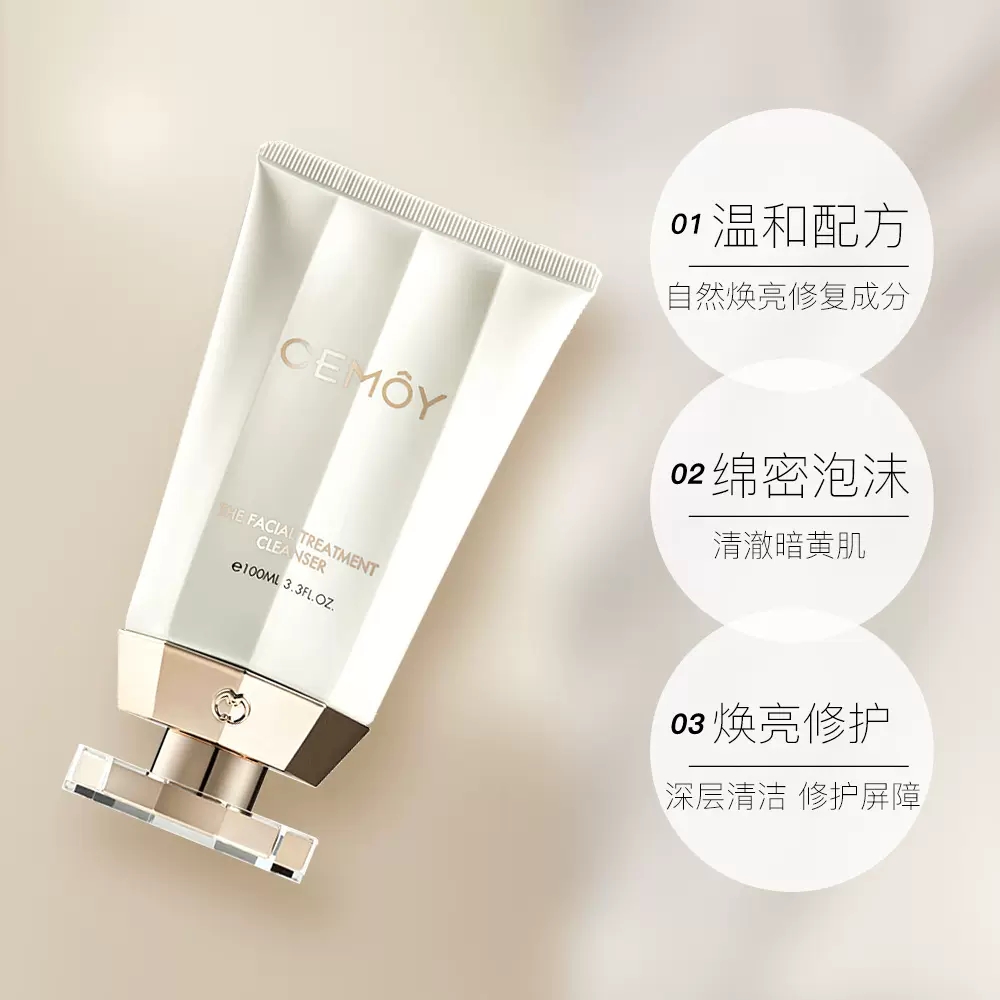 CEMÔY
THE FACIAL TREATMENT
CLEANSER
e100ML 3.3FL.OZ.
01 温和配方
自然焕亮修复成分
02 绵密泡沫
清澈暗黄肌
03 焕亮修护
深层清洁 修护屏障